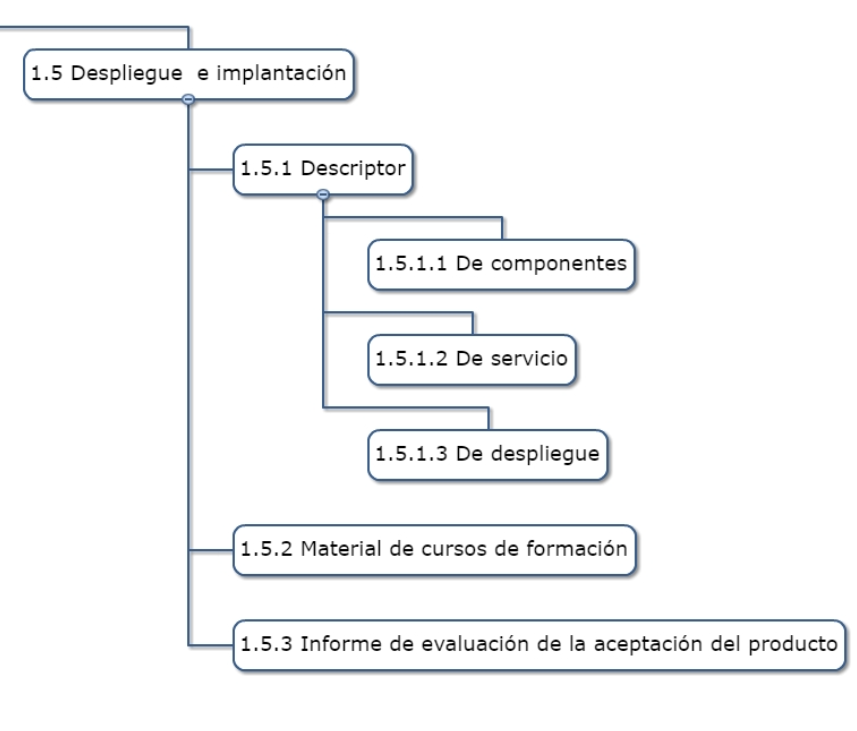 1.5 Despliegue  e implantación
1.5.1 Descriptor
1.5.1.1 De componentes
1.5.1.2 De servicio
1.5.1.3 De despliegue
1.5.2 Material de cursos de formación
1.5.3 Informe de evaluación de la aceptación del producto